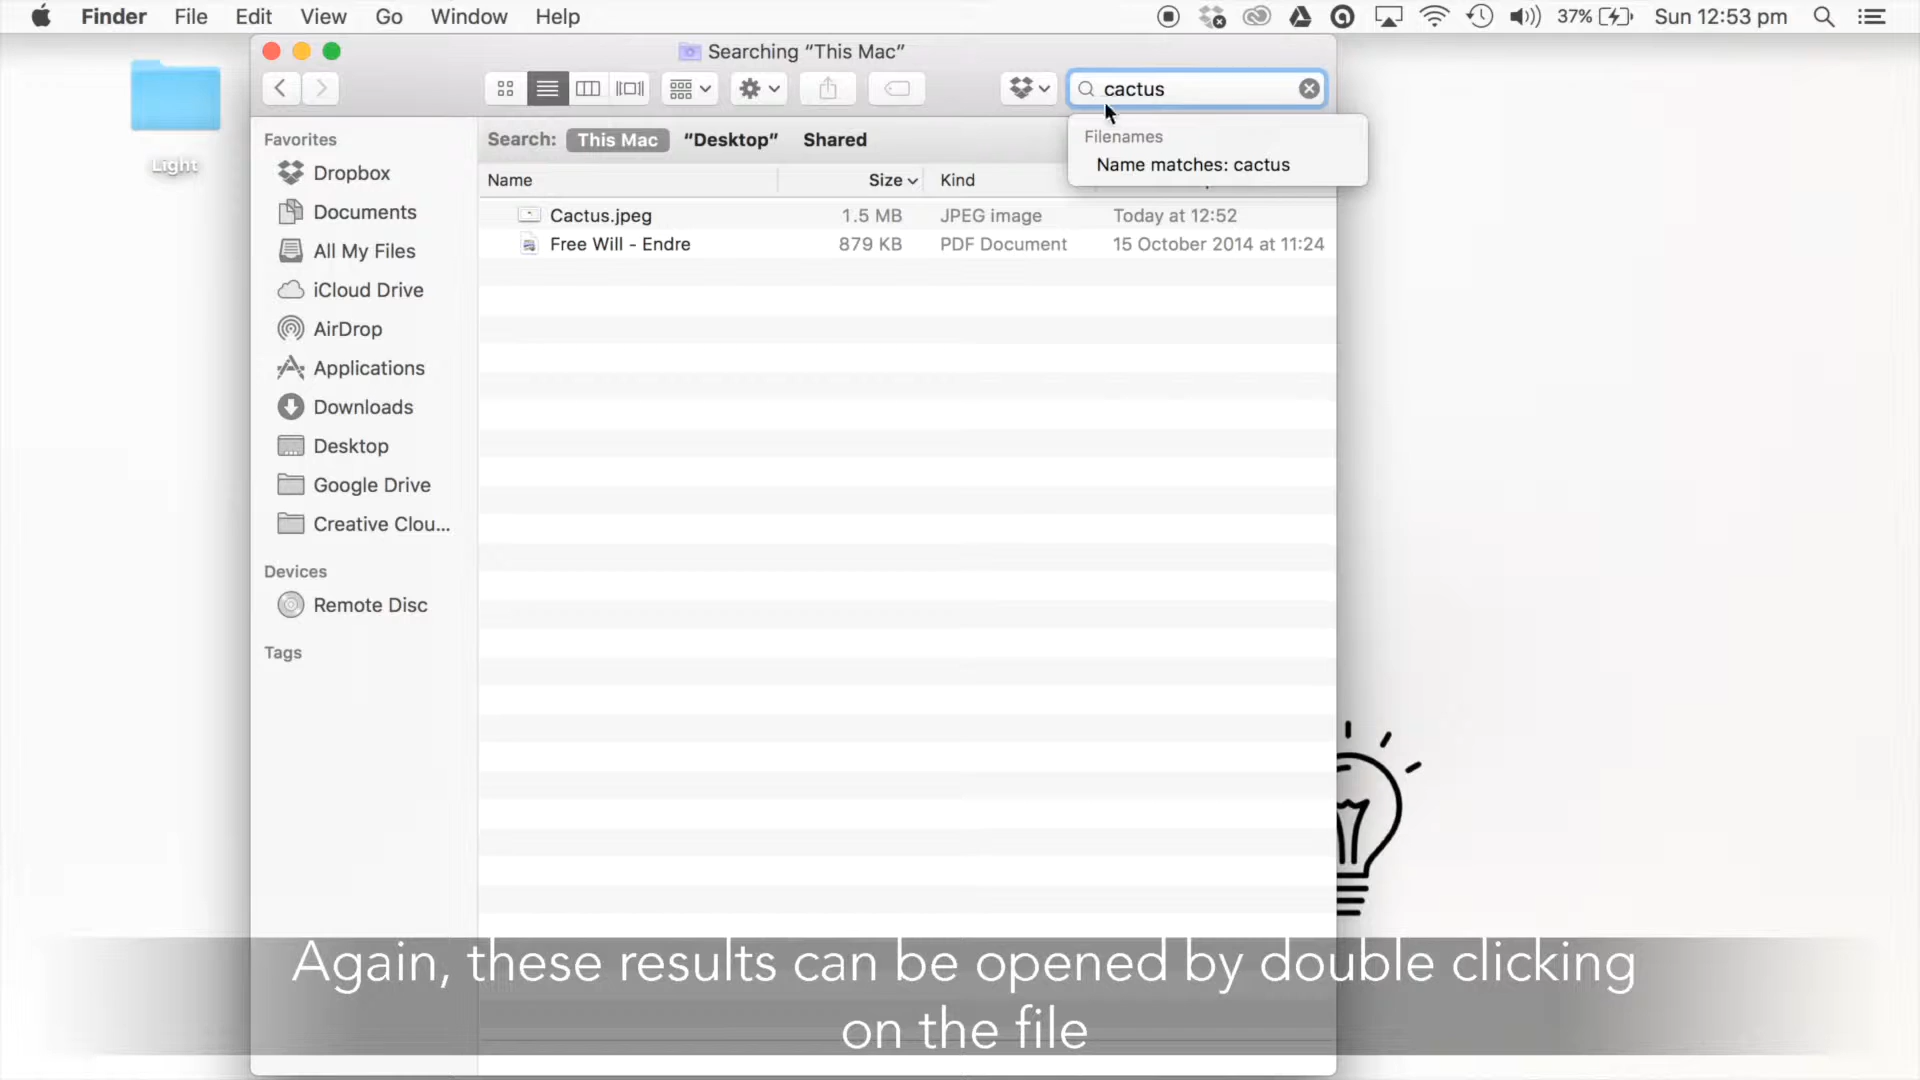 Finder File Edit View Go Window Help 37% Sun 12:53 pm
Light
Searching “This Mac”
cactus
Filenames
Name matches: cactus
Search: This Mac “Desktop” Shared
Name Size Kind
Cactus.jpeg 1.5 MB JPEG image Today at 12:52
Free Will - Endre 879 KB PDF Document 15 October 2014 at 11:24
Favorites
Dropbox
Documents
All My Files
iCloud Drive
AirDrop
Applications
Downloads
Desktop
Google Drive
Creative Clou...
Devices
Remote Disc
Tags
Again, these results can be opened by double clicking
on the file